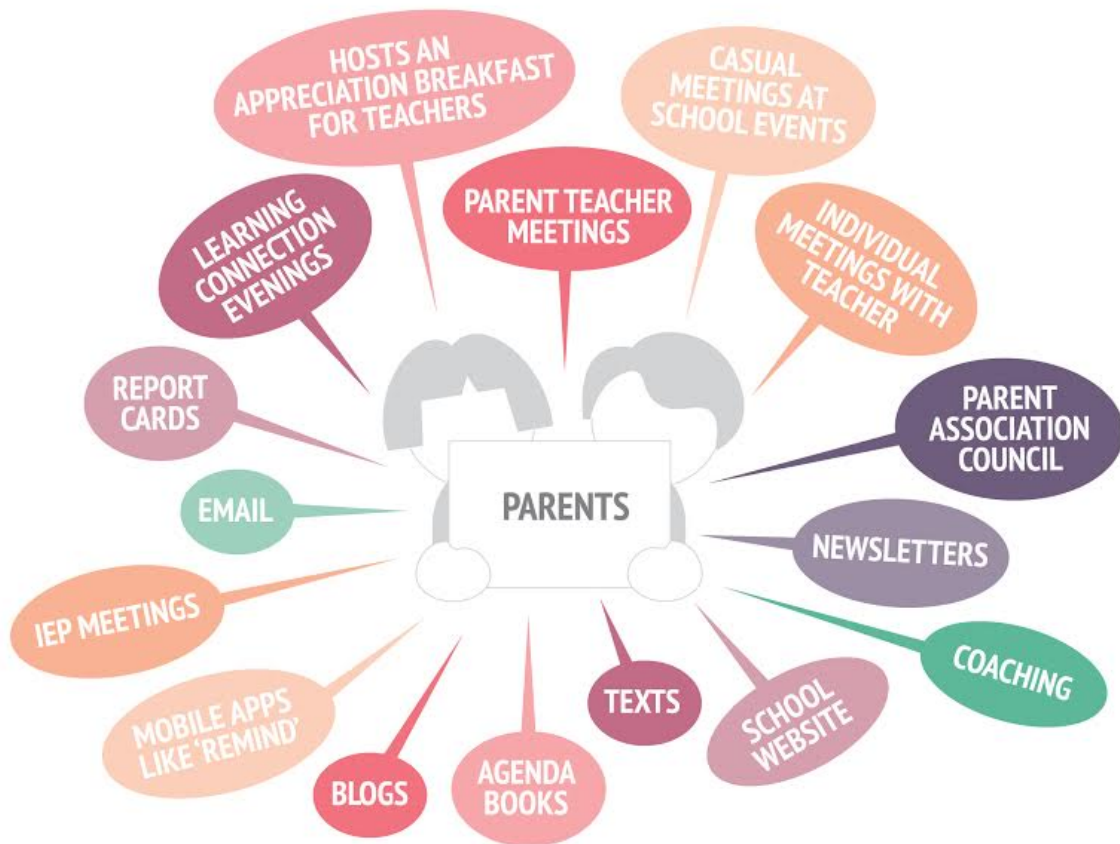 HOSTS AN
APPRECIATION BREAKFAST
FOR TEACHERS
CASUAL
MEETINGS AT
SCHOOL EVENTS
LEARNING
CONNECTION
EVENINGS
PARENT TEACHER
MEETINGS
INDIVIDUAL
MEETINGS WITH
TEACHER
REPORT
CARDS
PARENT
ASSOCIATION
COUNCIL
EMAIL
PARENTS
NEWSLETTERS
IEP MEETINGS
COACHING
MOBILE APPS
LIKE ‘REMIND’
BLOGS
AGENDA
BOOKS
TEXTS
SCHOOL
WEBSITE